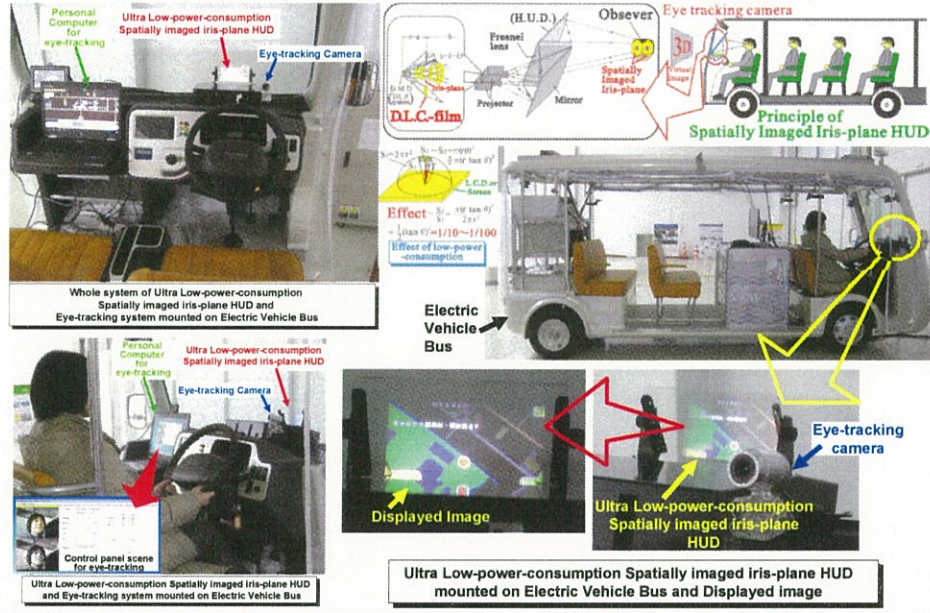 Personal
Computer
for
eye-tracking
Ultra Low-power-consumption
Spatially imaged iris-plane HUD
Eye-tracking Camera
Whole system of Ultra Low-power-consumption
Spatially imaged iris-plane HUD and
Eye-tracking system mounted on Electric Vehicle Bus
(H.U.D.)
Fresnel
lens
Obsever
Projector
Mirror
Spatially
Imaged
Iris-plane
Iris-plane
D.L.C.-film
Eye tracking camera
3D
Virtual
Image
Principle of
Spatially Imaged Iris-plane HUD
L.C.D. or
Screen
Effect
=1/10～1/100
Effect of low-power
-consumption
Electric
Vehicle
Bus
Personal
Computer
for
eye-tracking
Ultra Low-power-consumption
Spatially imaged iris-plane HUD
Eye-tracking Camera
Control panel scene
for eye-tracking
Ultra Low-power-consumption Spatially imaged iris-plane HUD
and Eye-tracking system mounted on Electric Vehicle Bus
Displayed Image
Eye-tracking
camera
Ultra Low-power-consumption
Spatially imaged iris-plane
HUD
Ultra Low-power-consumption Spatially imaged iris-plane HUD
mounted on Electric Vehicle Bus and Displayed image